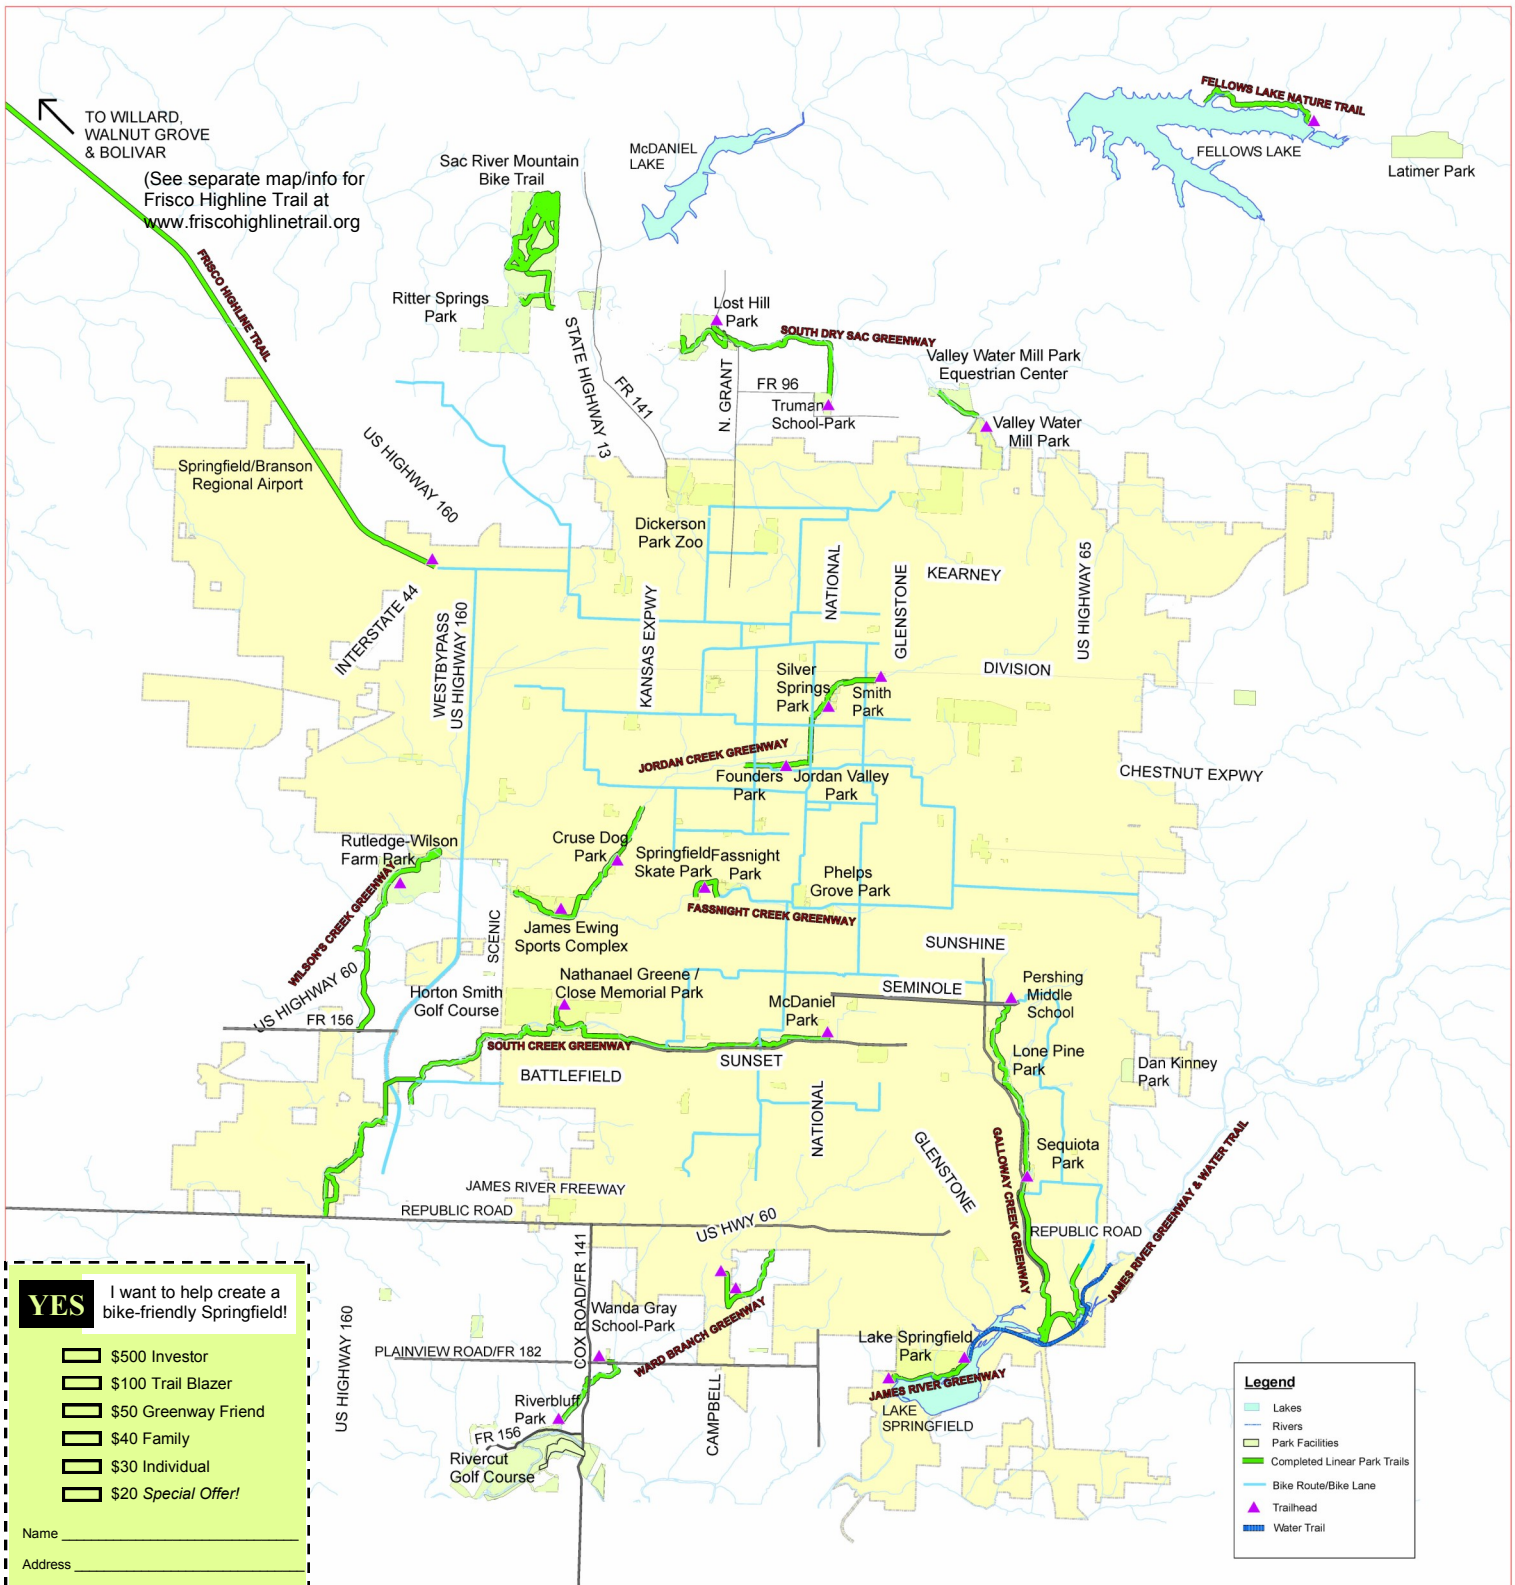 FELLOWS LAKE NATURE TRAIL
TO WILLARD,
WALNUT GROVE
& BOLIVAR
(See separate map/info for
Frisco Highline Trail at
www.friscohighlinetrail.org
Sac River Mountain
Bike Trail
McDANIEL
LAKE
FELLOWS LAKE
Latimer Park
FRISCO HIGHLINE TRAIL
Ritter Springs
Park
Lost Hill
Park
SOUTH DRY SAC GREENWAY
STATE HIGHWAY 13
FR 141
N. GRANT
FR 96
Truman
School-Park
Valley Water Mill Park
Equestrian Center
Valley Water
Mill Park
US HIGHWAY 160
Springfield/Branson
Regional Airport
Dickerson
Park Zoo
NATIONAL
GLENSTONE
KEARNEY
US HIGHWAY 65
INTERSTATE 44
WESTBYPASS
US HIGHWAY 160
KANSAS EXPWY
Silver
Springs
Park
Smith
Park
DIVISION
JORDAN CREEK GREENWAY
Founders
Park
Jordan Valley
Park
CHESTNUT EXPWY
Rutledge-Wilson
Farm Park
Cruse Dog
Park
Springfield
Skate Park
Fassnight
Park
Phelps
Grove Park
WILSON'S CREEK GREENWAY
FASSNIGHT CREEK GREENWAY
James Ewing
Sports Complex
SCENIC
SUNSHINE
US HIGHWAY 60
FR 156
Horton Smith
Golf Course
Nathanael Greene /
Close Memorial Park
McDaniel
Park
SEMINOLE
Pershing
Middle
School
SOUTH CREEK GREENWAY
SUNSET
Lone Pine
Park
Dan Kinney
Park
BATTLEFIELD
NATIONAL
GLENSTONE
GALLOWAY CREEK GREENWAY
Sequiota
Park
JAMES RIVER GREENWAY & WATER TRAIL
JAMES RIVER FREEWAY
REPUBLIC ROAD
US HWY 60
REPUBLIC ROAD
COX ROAD/FR 141
Wanda Gray
School-Park
WARD BRANCH GREENWAY
PLAINVIEW ROAD/FR 182
US HIGHWAY 160
Lake Springfield
Park
JAMES RIVER GREENWAY
LAKE
SPRINGFIELD
Riverbluff
Park
FR 156
Rivercut
Golf Course
CAMPBELL
YES
I want to help create a
bike-friendly Springfield!
$500 Investor
$100 Trail Blazer
$50 Greenway Friend
$40 Family
$30 Individual
$20 Special Offer!
Name
Address
Legend
Lakes
Rivers
Park Facilities
Completed Linear Park Trails
Bike Route/Bike Lane
Trailhead
Water Trail